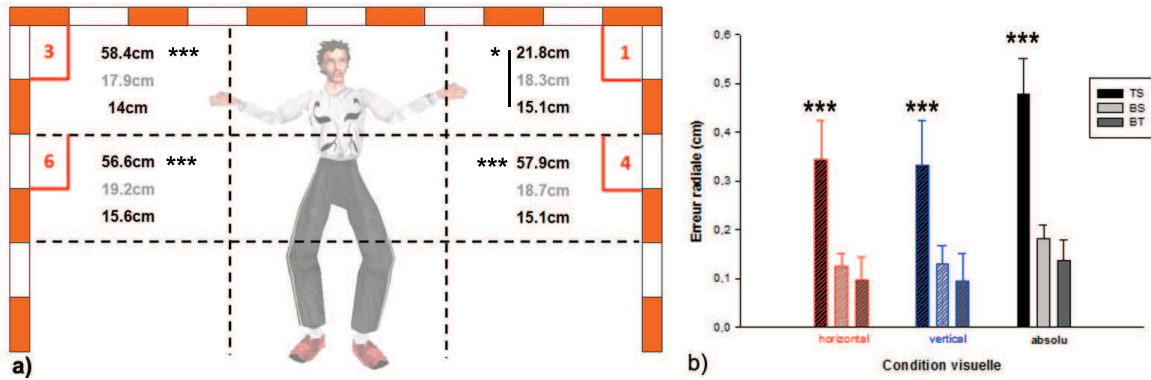 3
58.4cm ***
17.9cm
14cm
* 21.8cm
18.3cm
15.1cm
1
6
56.6cm ***
19.2cm
15.6cm
*** 57.9cm
18.7cm
15.1cm
4
a)
Erreur radiale (cm)
0,6
0,5
0,4
0,3
0,2
0,1
0,0
***
***
***
TS
BS
BT
horizontal
vertical
absolu
Condition visuelle
b)